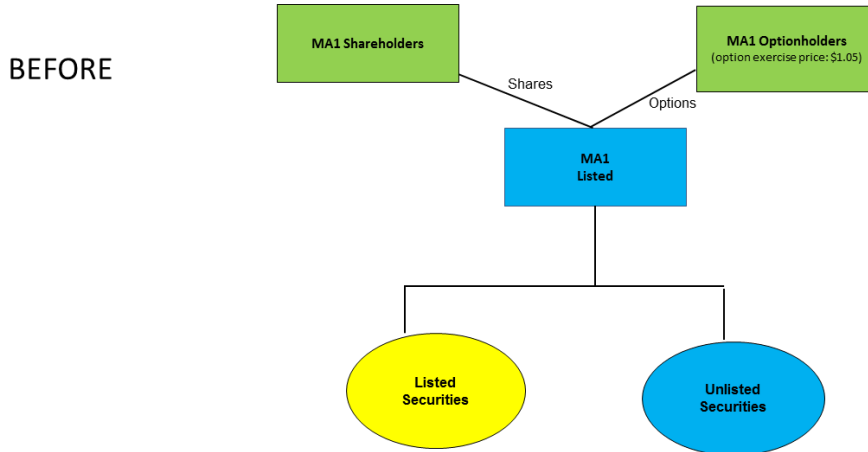 BEFORE
MA1 Shareholders
MA1 Optionholders
(option exercise price: $1.05)
Shares
Options
MA1
Listed
Listed
Securities
Unlisted
Securities